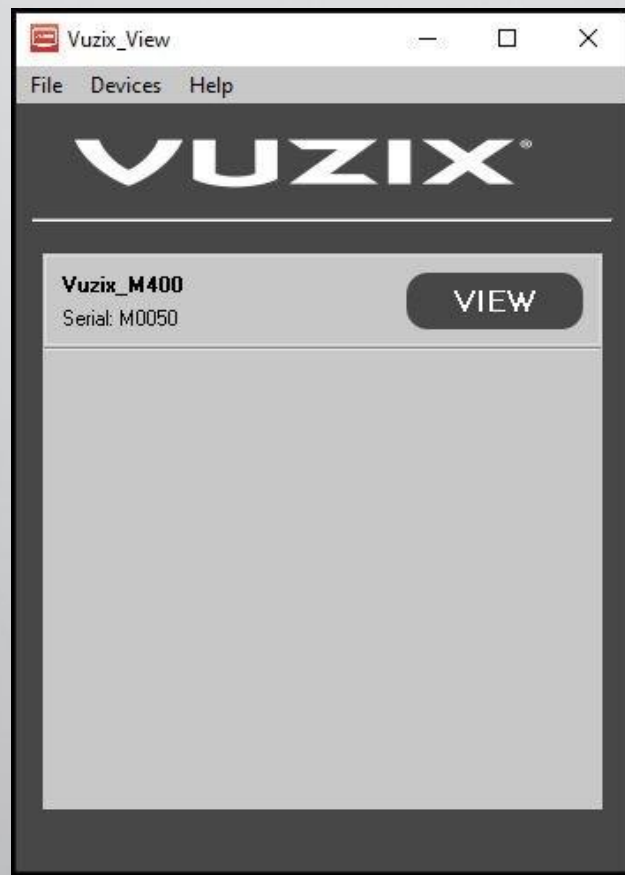 Vuzix_View
File Devices Help
VUZIX®
Vuzix_M400
Serial: M0050
VIEW